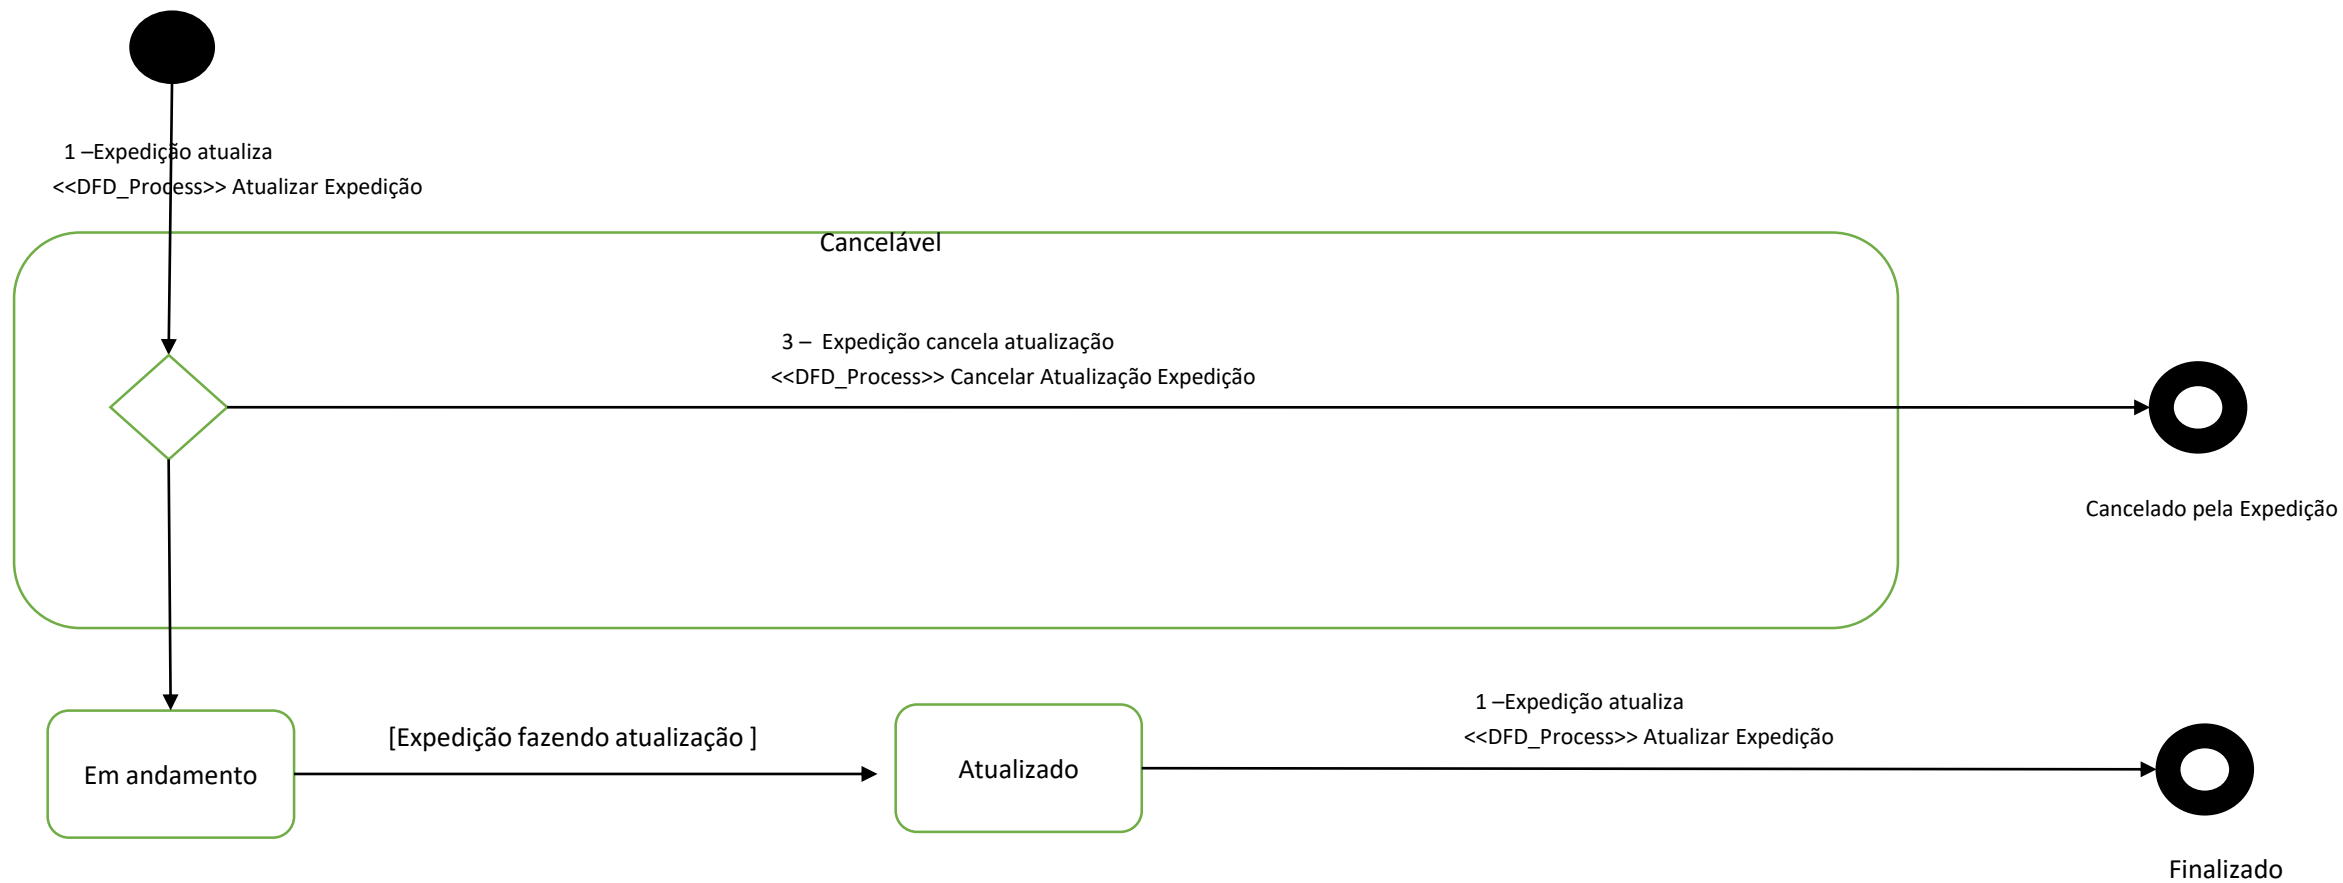 1 –Expedição atualiza
<<DFD_Process>> Atualizar Expedição
Cancelável
3 – Expedição cancela atualização
<<DFD_Process>> Cancelar Atualização Expedição
Cancelado pela Expedição
Em andamento
[Expedição fazendo atualização ]
Atualizado
1 –Expedição atualiza
<<DFD_Process>> Atualizar Expedição
Finalizado